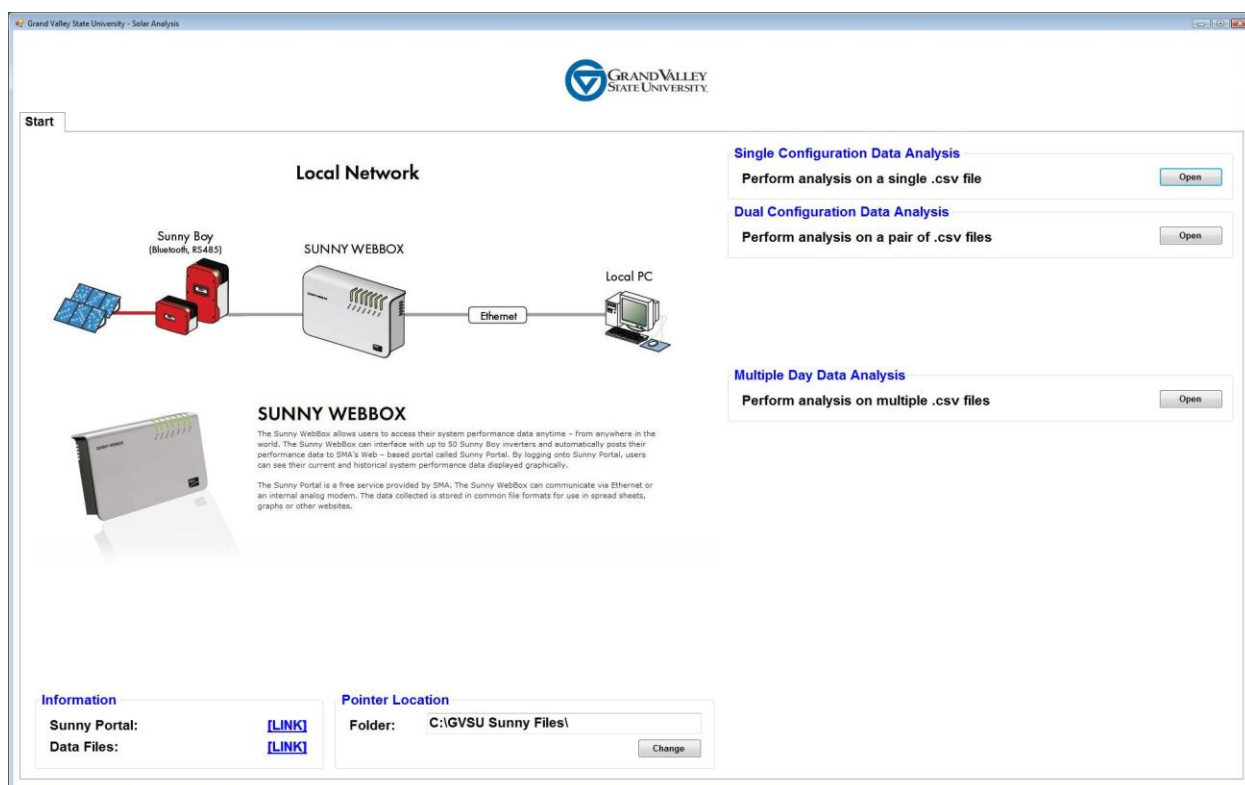 Grand Valley State University - Solar Analysis
GRAND VALLEY
STATE UNIVERSITY.
Start
Local Network
Sunny Boy
(Bluetooth, RS485)
SUNNY WEBBOX
Local PC
Ethernet
SUNNY WEBBOX
SUNNY WEBBOX
SUNNY WEBBOX
The Sunny WebBox allows users to access their system performance data anytime – from anywhere in the
world. The Sunny WebBox can interface with up to 50 Sunny Boy inverters and automatically posts their
performance data to SMA's Web – based portal called Sunny Portal. By logging onto Sunny Portal, users
can see their current and historical system performance data displayed graphically.
The Sunny Portal is a free service provided by SMA. The Sunny WebBox can communicate via Ethernet or
an internal analog modem. The data collected is stored in common file formats for use in spread sheets,
graphs or other websites.
Information
Sunny Portal: [LINK]
Data Files: [LINK]
Pointer Location
Folder: C:\GVSU Sunny Files\
Change
Single Configuration Data Analysis
Perform analysis on a single .csv file Open
Dual Configuration Data Analysis
Perform analysis on a pair of .csv files Open
Multiple Day Data Analysis
Perform analysis on multiple .csv files Open